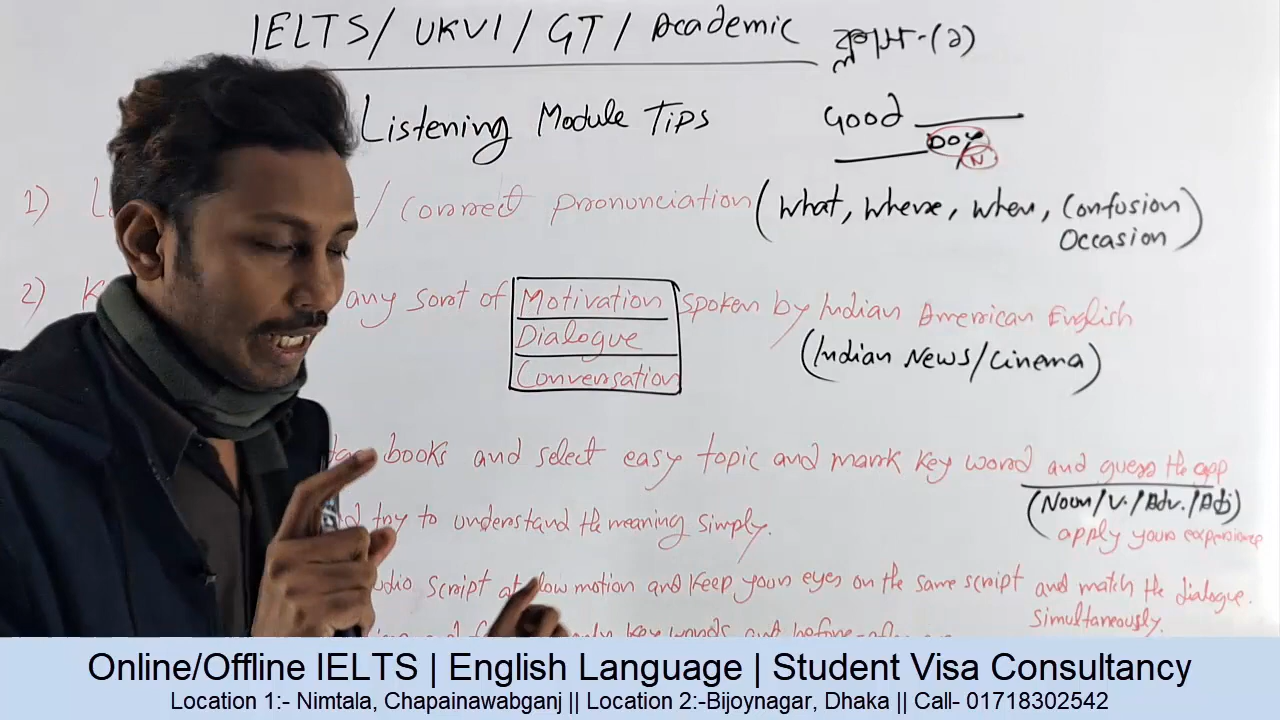 IELTS/ UKVI / GT / Academic
ক্লাস-(১)
Listening Module Tips
Good
Boy
N
1) / Correct pronunciation (What, Where, When, Confusion
Occasion)
2) K any sort of Motivation spoken by Indian American English
Dialogue
(Indian News/Cinema)
Conversation
books and select easy topic and mark key word and guess the app
(Noun/V./Adv./Adj)
try to understand the meaning simply.
apply your experience
script at slow motion and keep your eyes on the same script and match the dialogue.
simultaneously.
Online/Offline IELTS | English Language | Student Visa Consultancy
Location 1:- Nimtala, Chapainawabganj || Location 2:-Bijoynagar, Dhaka || Call- 01718302542